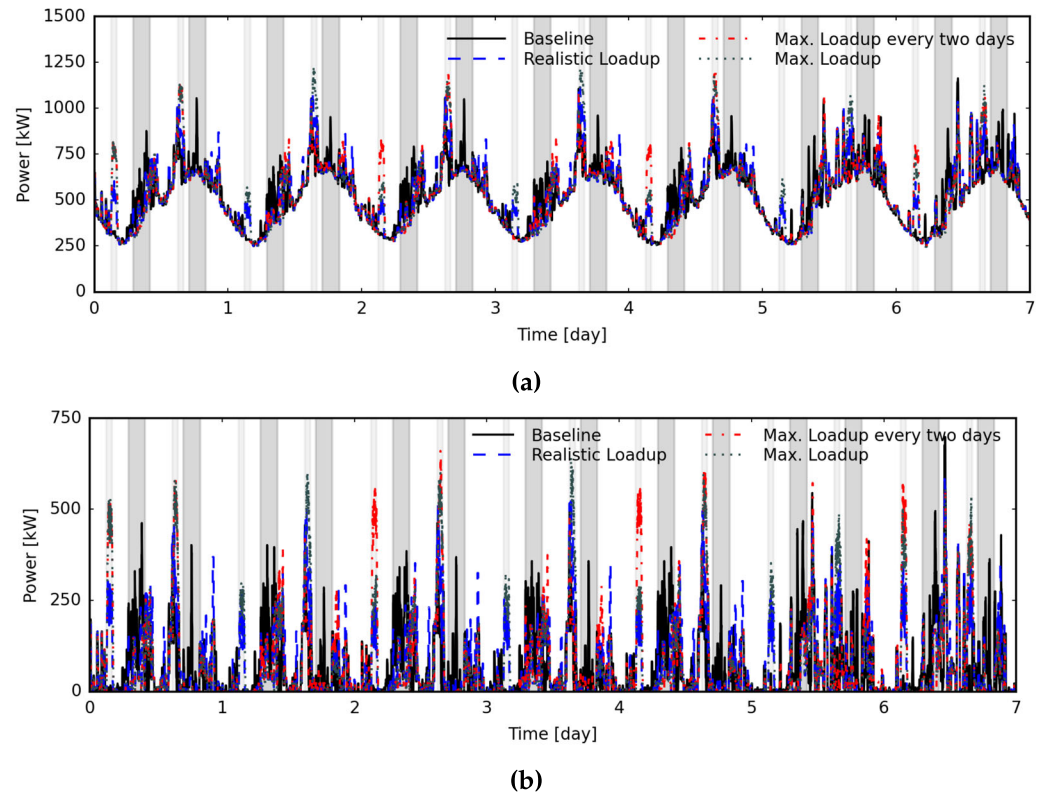 1500
1250
1000
750
500
250
0
Power [kW]
Baseline
Realistic Loadup
Max. Loadup every two days
Max. Loadup
0 1 2 3 4 5 6 7
Time [day]
(a)
750
500
250
0
Power [kW]
Baseline
Realistic Loadup
Max. Loadup every two days
Max. Loadup
0 1 2 3 4 5 6 7
Time [day]
(b)